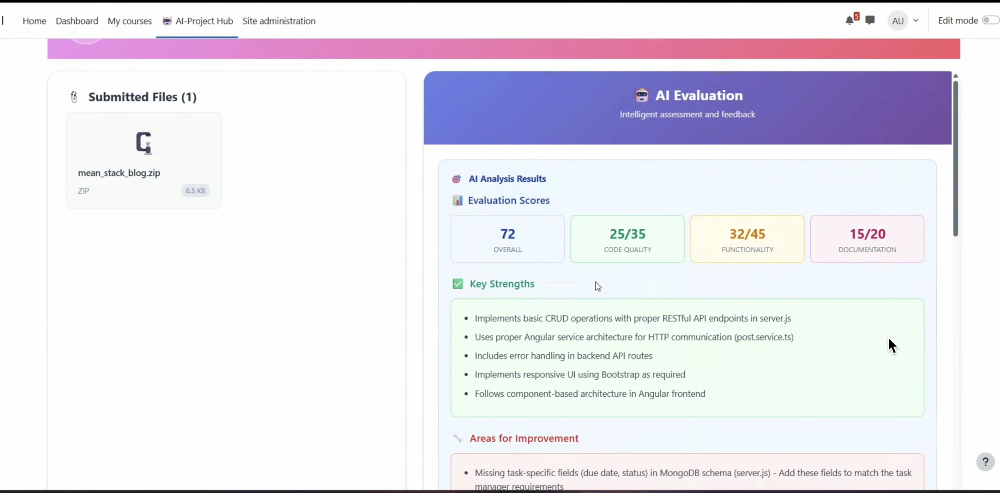 Home Dashboard My courses AI-Project Hub Site administration
5
AU
Edit mode
Submitted Files (1)
mean_stack_blog.zip
ZIP
6.5 KB
AI Evaluation
Intelligent assessment and feedback
AI Analysis Results
Evaluation Scores
72
OVERALL
25/35
CODE QUALITY
32/45
FUNCTIONALITY
15/20
DOCUMENTATION
Key Strengths
• Implements basic CRUD operations with proper RESTful API endpoints in server.js
• Uses proper Angular service architecture for HTTP communication (post.service.ts)
• Includes error handling in backend API routes
• Implements responsive UI using Bootstrap as required
• Follows component-based architecture in Angular frontend
Areas for Improvement
• Missing task-specific fields (due date, status) in MongoDB schema (server.js) - Add these fields to match the task
manager requirements
?